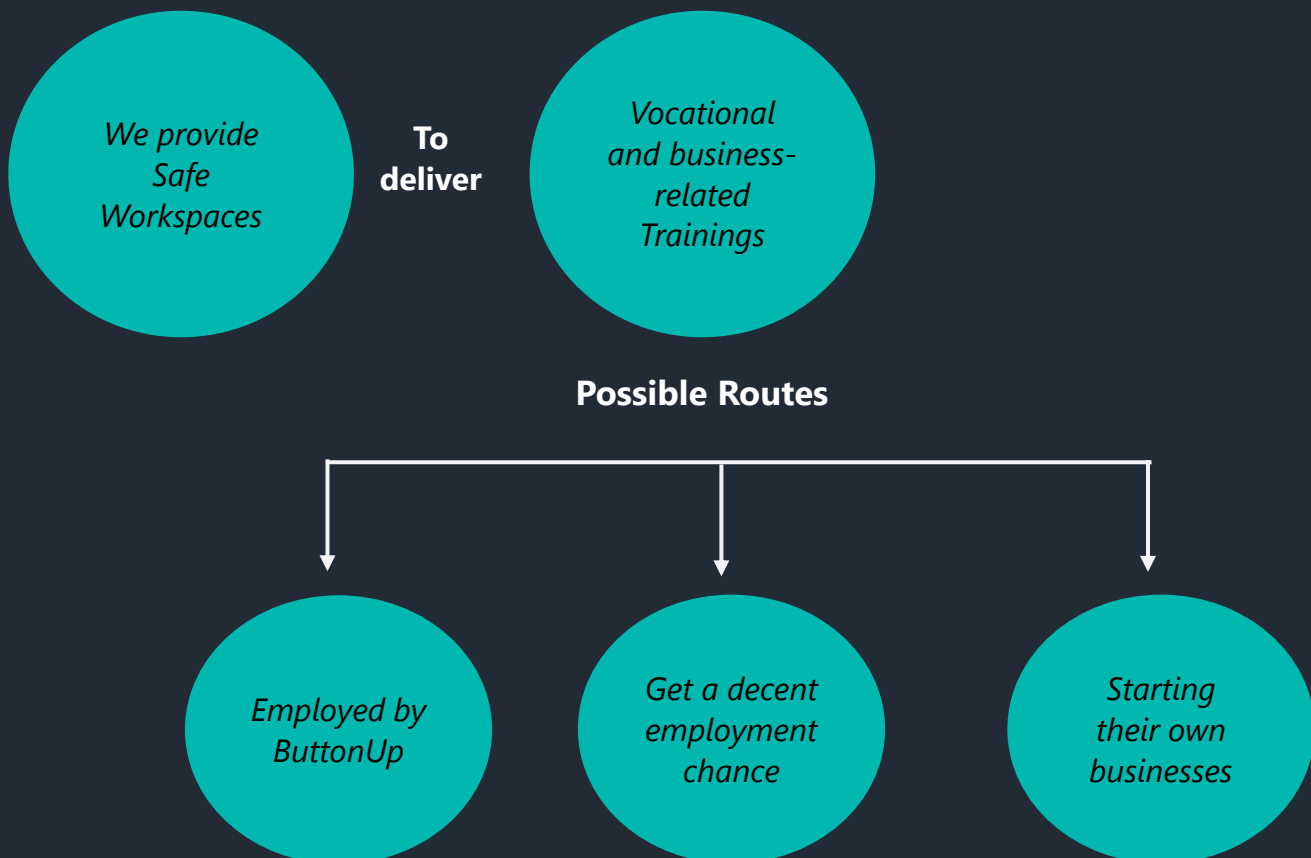 We provide
Safe
Workspaces
To
deliver
Vocational
and business-
related
Trainings
Possible Routes
Employed by
ButtonUp
Get a decent
employment
chance
Starting
their own
businesses